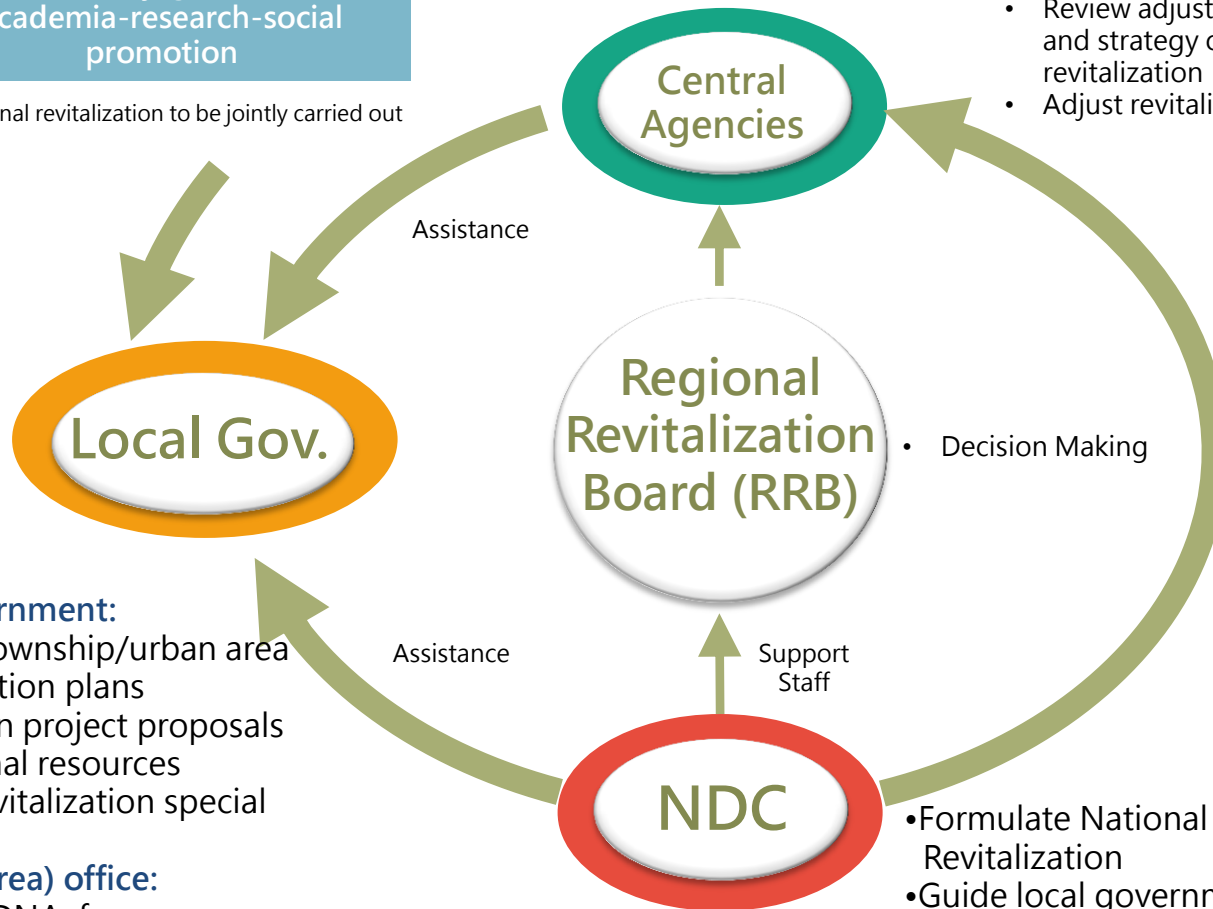 cademia-research-social
promotion
nal revitalization to be jointly carried out
Central
Agencies
Review adjust
and strategy o
revitalization
Adjust revitali
Assistance
Local Gov.
Regional
Revitalization
Board (RRB)
• Decision Making
rnment:
ownship/urban area
tion plans
n project proposals
nal resources
vitalization special
rea) office:
Assistance
Support
Staff
NDC
•Formulate National
Revitalization
•Guide local governm